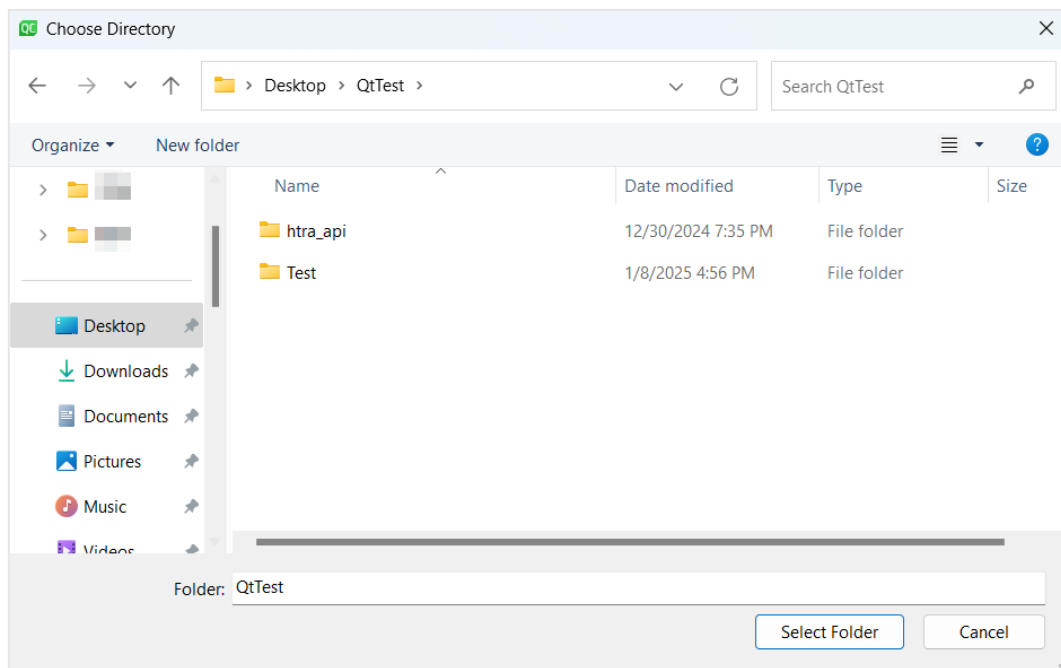 QC Choose Directory
Desktop QtTest
Search QtTest
Organize New folder
?
Name Date modified Type Size
htra_api 12/30/2024 7:35 PM File folder
Test 1/8/2025 4:56 PM File folder
Desktop
Downloads
Documents
Pictures
Music
Videos
Folder: QtTest
Select Folder Cancel